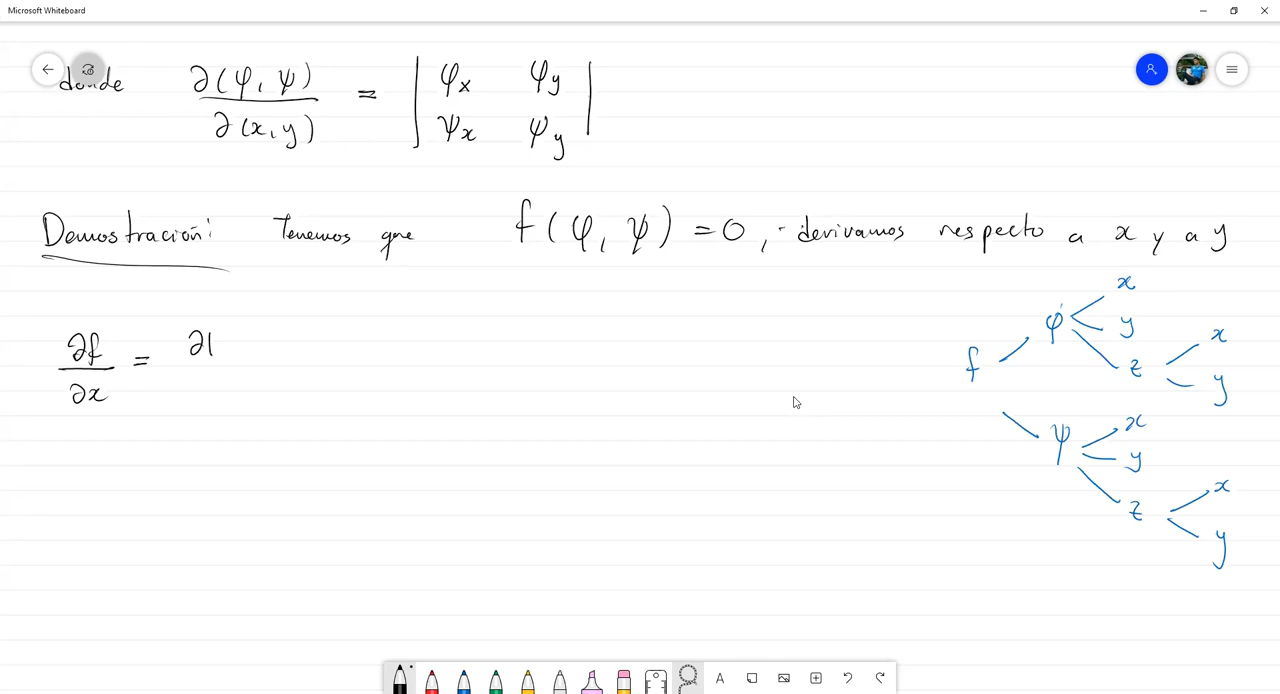 Microsoft Whiteboard
donde ∂(φ, ψ) / ∂(x, y) = | φx φy |
| ψx ψy |
Demostración: Tenemos que f(φ, ψ) = 0, derivamos respecto a x y a y
∂f / ∂x = ∂
f
φ
x
y
z
x
y
ψ
x
y
z
x
y
A